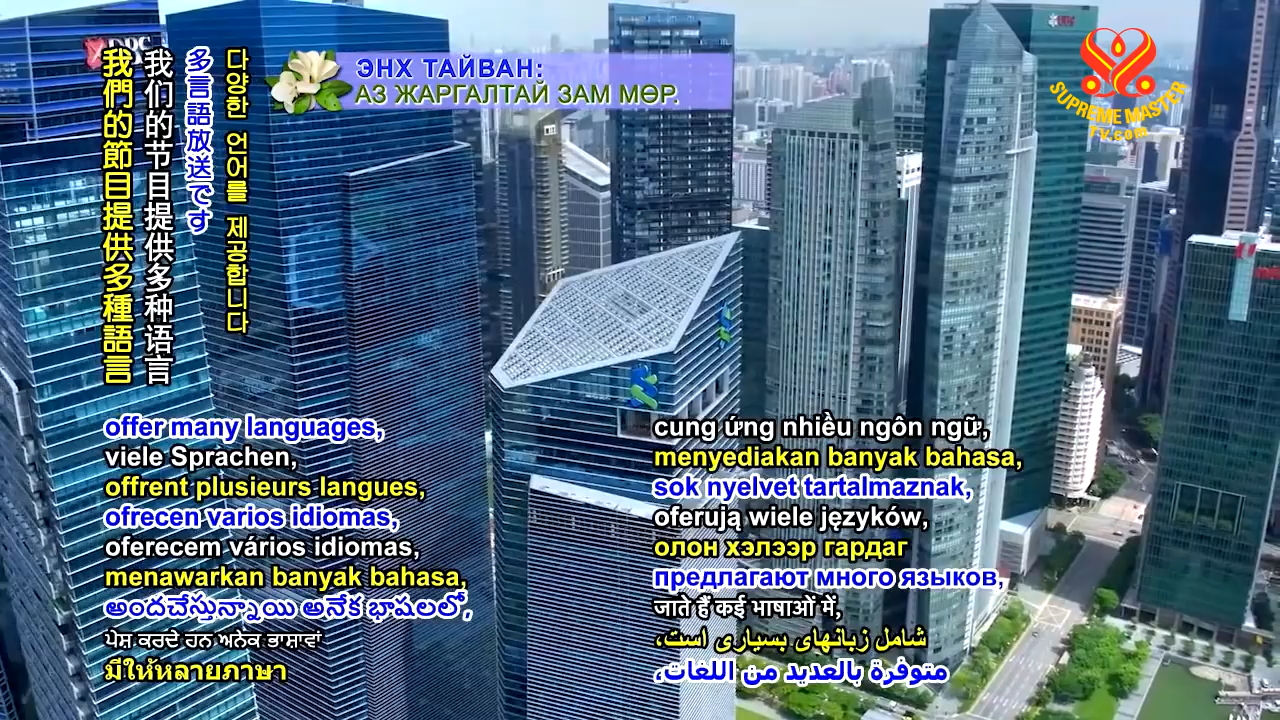 我們的節目提供多種語言
我们的节目提供多种语言
多言語放送です
다양한 언어를 제공합니다
ЭНХ ТАЙВАН:
АЗ ЖАРГАЛТАЙ ЗАМ МӨР.
SUPREME MASTER
TV.com
offer many languages,
viele Sprachen,
offrent plusieurs langues,
ofrecen varios idiomas,
oferecem vários idiomas,
menawarkan banyak bahasa,
అందచేస్తున్నాయి అనేక భాషలలో,
ਪੇਸ਼ ਕਰਦੇ ਹਨ ਅਨੇਕ ਭਾਸ਼ਾਵਾਂ
มีให้หลายภาษา
cung ứng nhiều ngôn ngữ,
menyediakan banyak bahasa,
sok nyelvet tartalmaznak,
oferują wiele języków,
олон хэлээр гардаг
предлагают много языков,
जाते हैं कई भाषाओं में,
شامل زبانهای بسیاری است،
متوفرة بالعديد من اللغات،